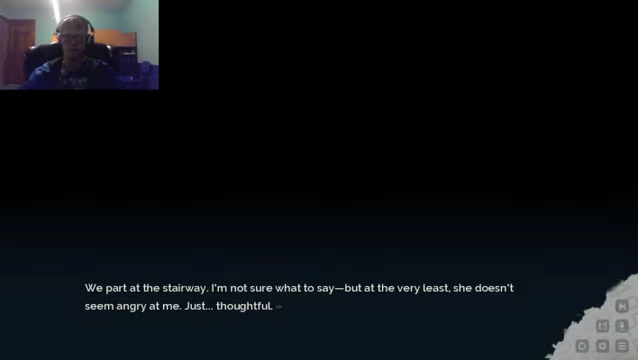 We part at the stairway. I'm not sure what to say—but at the very least, she doesn't
seem angry at me. Just... thoughtful.